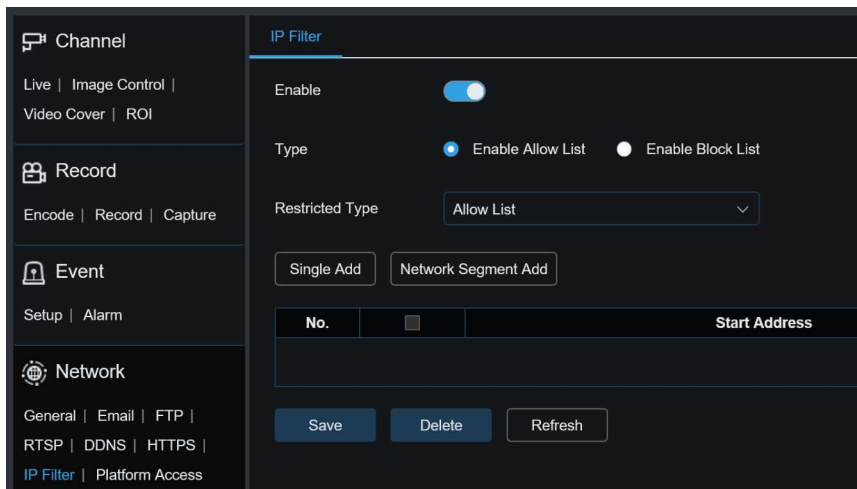 Channel
Live | Image Control |
Video Cover | ROI
Record
Encode | Record | Capture
Event
Setup | Alarm
Network
General | Email | FTP |
RTSP | DDNS | HTTPS |
IP Filter | Platform Access
IP Filter
Enable
Type Enable Allow List Enable Block List
Restricted Type Allow List
Single Add Network Segment Add
No. Start Address
Save Delete Refresh